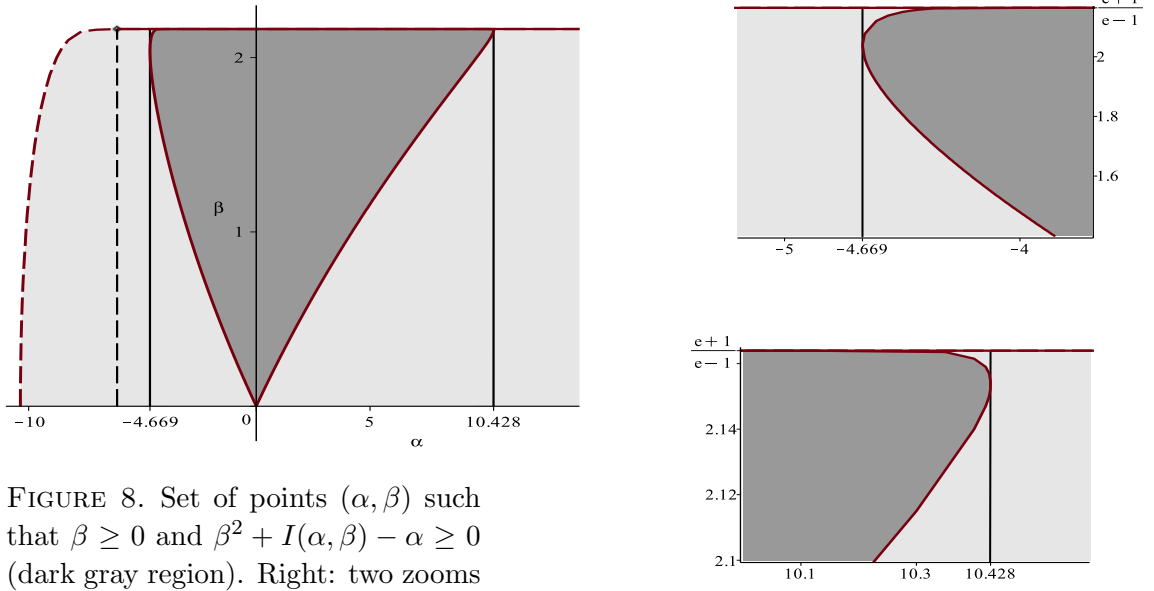 2
β
1
−10
−4.669
0
5
10.428
α
e + 1
e − 1
2
1.8
1.6
−5
−4.669
−4
e + 1
e − 1
2.14
2.12
2.1
10.1
10.3
10.428
FIGURE 8. Set of points (α, β) such
that β ≥ 0 and β² + I(α, β) − α ≥ 0
(dark gray region). Right: two zooms